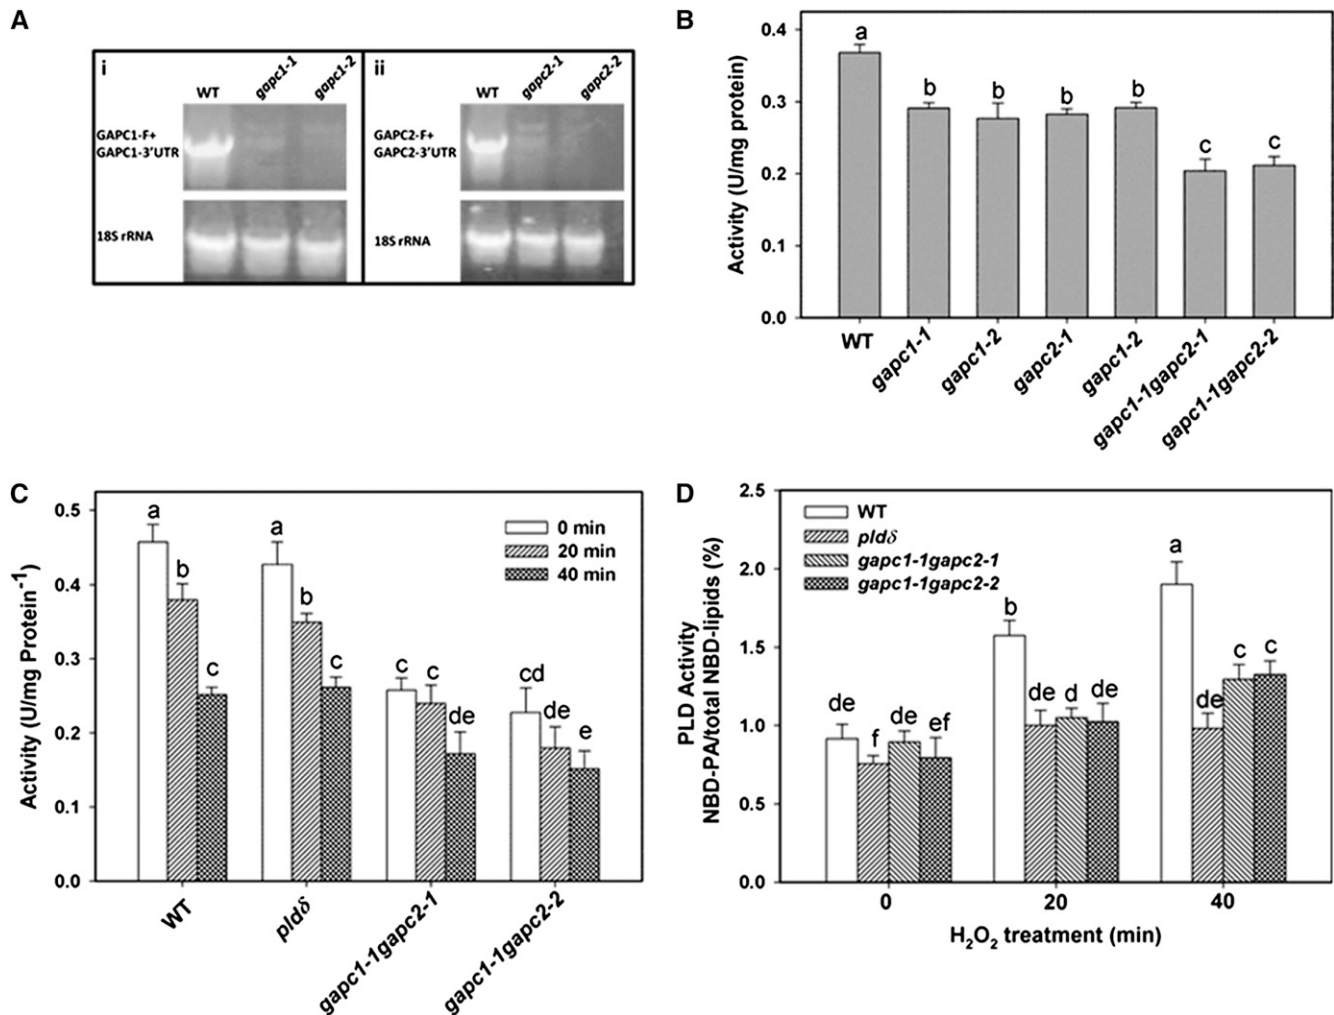 A
i
WT gapc1-1 gapc1-2
GAPC1-F+
GAPC1-3'UTR
18S rRNA
ii
WT gapc2-1 gapc2-2
GAPC2-F+
GAPC2-3'UTR
18S rRNA
B
Activity (U/mg protein)
0.4
0.3
0.2
0.1
0.0
a b b b b c c
WT gapc1-1 gapc1-2 gapc2-1 gapc1-2 gapc1-1gapc2-1 gapc1-1gapc2-2
C
Activity (U/mg Protein⁻¹)
0.5
0.4
0.3
0.2
0.1
0.0
0 min
20 min
40 min
a b c a b c c c de cd de e
WT pldδ gapc1-1gapc2-1 gapc1-1gapc2-2
D
PLD Activity
NBD-PA/total NBD-lipids (%)
2.5
2.0
1.5
1.0
0.5
0.0
WT
pldδ
gapc1-1gapc2-1
gapc1-1gapc2-2
de f de ef b de d de a de c c
0 20 40
H₂O₂ treatment (min)